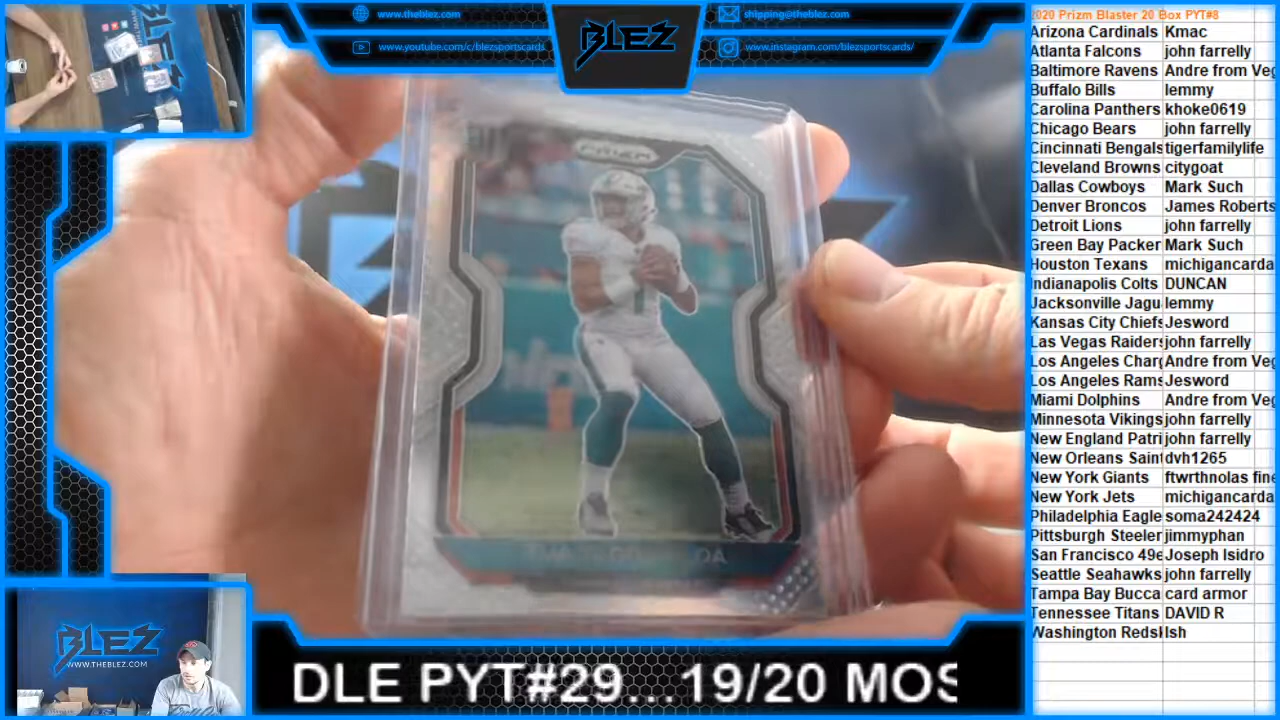 www.theblez.com
www.youtube.com/c/blezsportscards
BLEZ
shipping@theblez.com
www.instagram.com/blezsportscards/
PRIZM
BLEZ
WWW.THEBLEZ.COM
DLE PYT#29...19/20 MOS
2020 Prizm Blaster 20 Box PYT#8
Arizona Cardinals Kmac
Atlanta Falcons john farrelly
Baltimore Ravens Andre from Veg
Buffalo Bills lemmy
Carolina Panthers khoke0619
Chicago Bears john farrelly
Cincinnati Bengals tigerfamilylife
Cleveland Browns citygoat
Dallas Cowboys Mark Such
Denver Broncos James Roberts
Detroit Lions john farrelly
Green Bay Packer Mark Such
Houston Texans michigancarda
Indianapolis Colts DUNCAN
Jacksonville Jagu lemmy
Kansas City Chiefs Jesword
Las Vegas Raiders john farrelly
Los Angeles Charg Andre from Veg
Los Angeles Rams Jesword
Miami Dolphins Andre from Veg
Minnesota Vikings john farrelly
New England Patri john farrelly
New Orleans Saint dvh1265
New York Giants ftwrthnolas fine
New York Jets michigancarda
Philadelphia Eagle soma242424
Pittsburgh Steeler jimmyphan
San Francisco 49e Joseph Isidro
Seattle Seahawks john farrelly
Tampa Bay Bucca card armor
Tennessee Titans DAVID R
Washington Redsk Ish